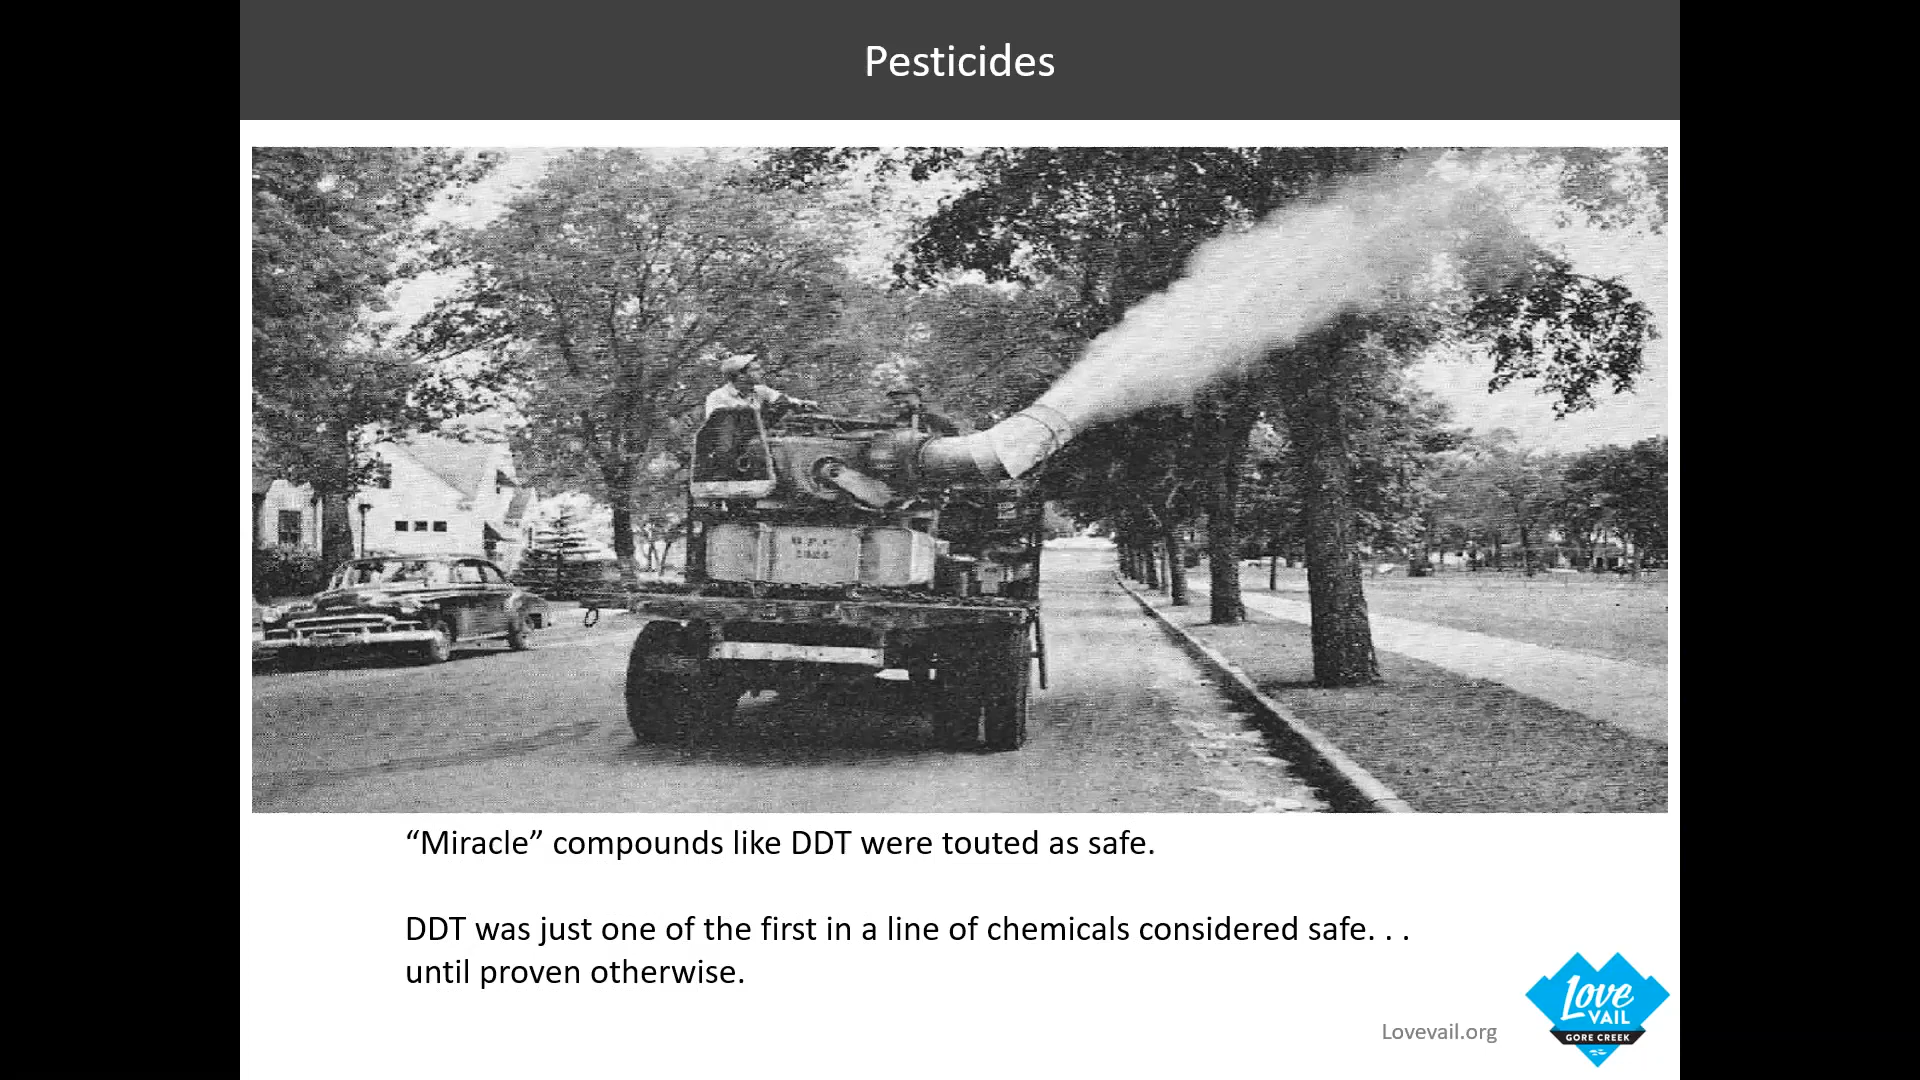 Pesticides
“Miracle” compounds like DDT were touted as safe.
DDT was just one of the first in a line of chemicals considered safe. . .
until proven otherwise.
Lovevail.org
Love
VAIL
GORE CREEK